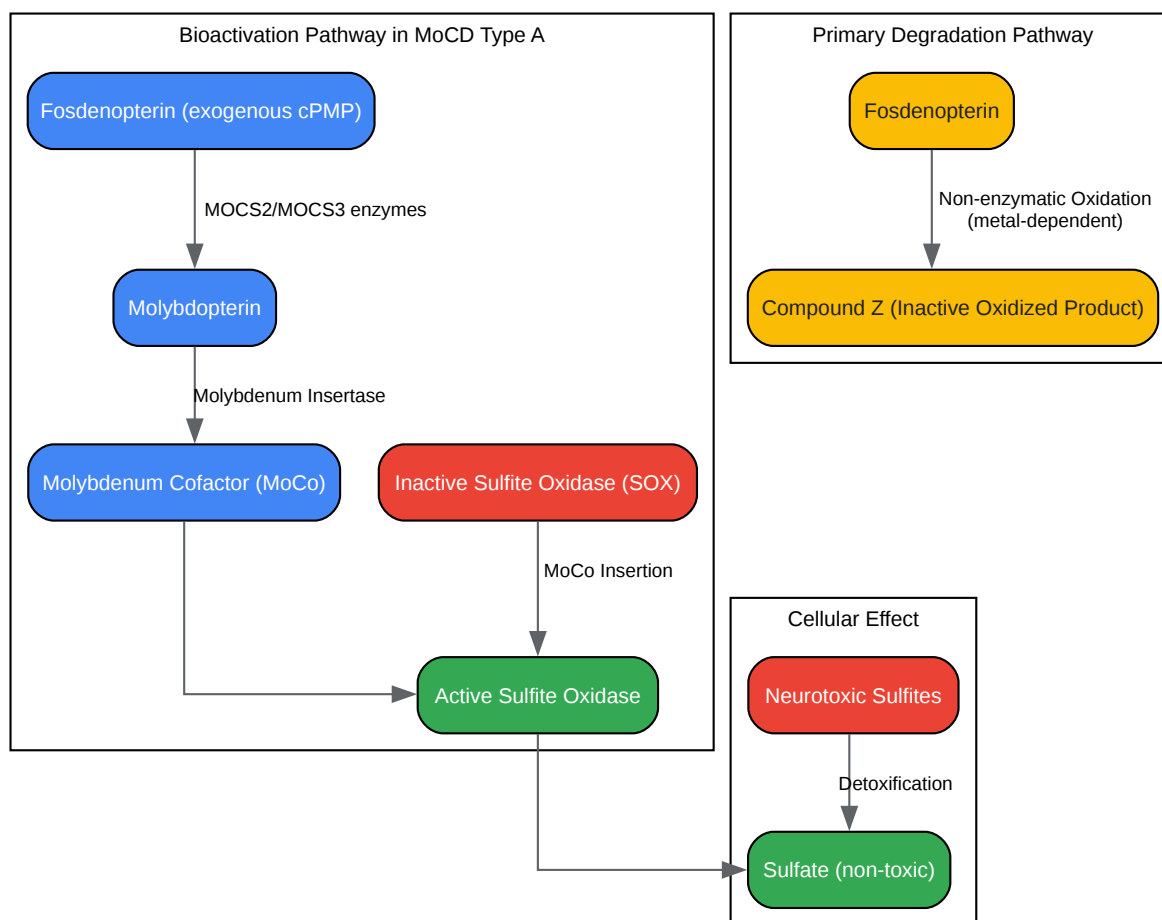 Bioactivation Pathway in MoCD Type A
Fosdenopterin (exogenous cPMP)
MOCS2/MOCS3 enzymes
Molybdopterin
Molybdenum Insertase
Molybdenum Cofactor (MoCo)
Inactive Sulfite Oxidase (SOX)
MoCo Insertion
Active Sulfite Oxidase
Primary Degradation Pathway
Fosdenopterin
Non-enzymatic Oxidation
(metal-dependent)
Compound Z (Inactive Oxidized Product)
Cellular Effect
Neurotoxic Sulfites
Detoxification
Sulfate (non-toxic)